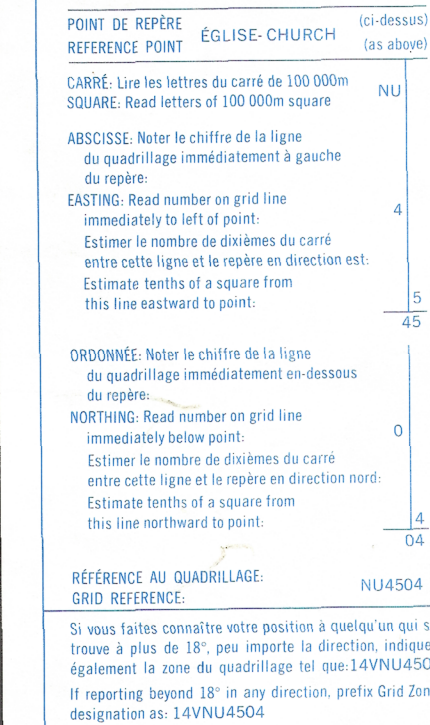 POINT DE REPÈRE
REFERENCE POINT
ÉGLISE-CHURCH
(ci-dessus)
(as above)
CARRÉ: Lire les lettres du carré de 100 000m
SQUARE: Read letters of 100 000m square
NU
ABSCISSE: Noter le chiffre de la ligne
du quadrillage immédiatement à gauche
du repère:
EASTING: Read number on grid line
immediately to left of point:
4
Estimer le nombre de dixièmes du carré
entre cette ligne et le repère en direction est:
Estimate tenths of a square from
this line eastward to point:
5
45
ORDONNÉE: Noter le chiffre de la ligne
du quadrillage immédiatement en-dessous
du repère:
NORTHING: Read number on grid line
immediately below point:
0
Estimer le nombre de dixièmes du carré
entre cette ligne et le repère en direction nord:
Estimate tenths of a square from
this line northward to point:
4
04
RÉFÉRENCE AU QUADRILLAGE:
GRID REFERENCE:
NU4504
Si vous faites connaître votre position à quelqu'un qui s
trouve à plus de 18°, peu importe la direction, indique
également la zone du quadrillage tel que:14VNU450
If reporting beyond 18° in any direction, prefix Grid Zon
designation as: 14VNU4504